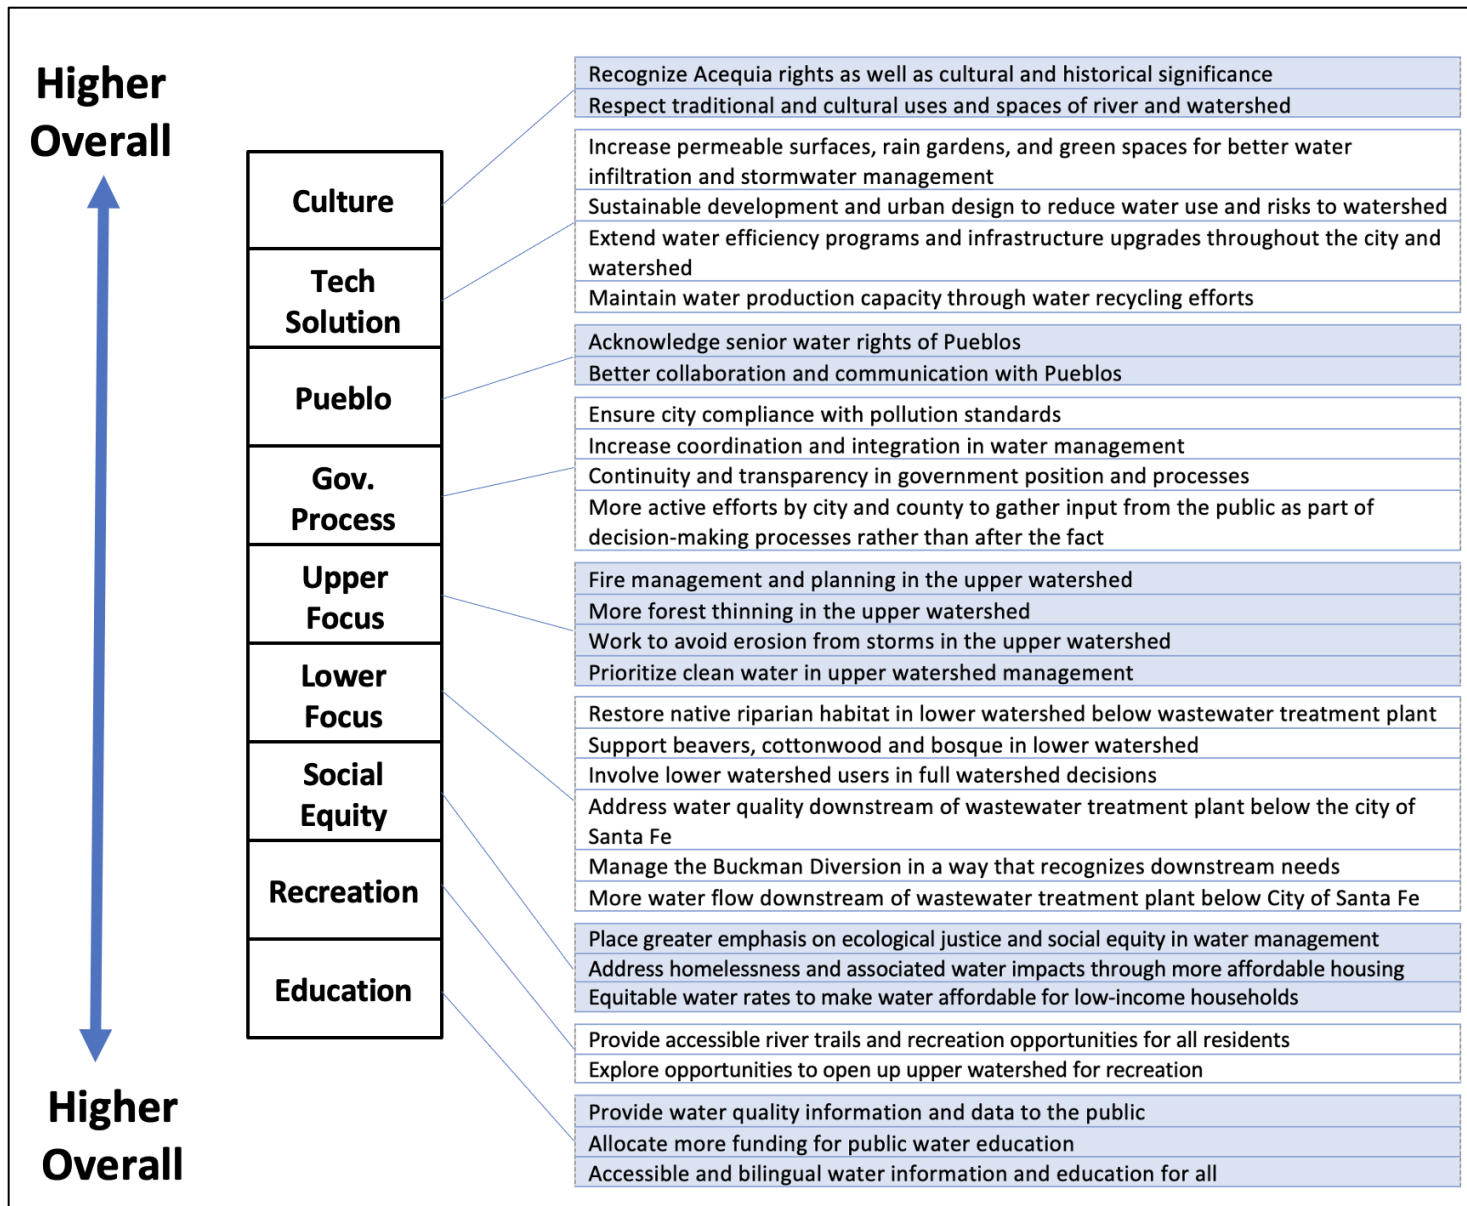 Higher
Overall
Culture
Tech
Solution
Pueblo
Gov.
Process
Upper
Focus
Lower
Focus
Social
Equity
Recreation
Education
Higher
Overall
Recognize Acequia rights as well as cultural and historical significance
Respect traditional and cultural uses and spaces of river and watershed
Increase permeable surfaces, rain gardens, and green spaces for better water
infiltration and stormwater management
Sustainable development and urban design to reduce water use and risks to watershed
Extend water efficiency programs and infrastructure upgrades throughout the city and
watershed
Maintain water production capacity through water recycling efforts
Acknowledge senior water rights of Pueblos
Better collaboration and communication with Pueblos
Ensure city compliance with pollution standards
Increase coordination and integration in water management
Continuity and transparency in government position and processes
More active efforts by city and county to gather input from the public as part of
decision-making processes rather than after the fact
Fire management and planning in the upper watershed
More forest thinning in the upper watershed
Work to avoid erosion from storms in the upper watershed
Prioritize clean water in upper watershed management
Restore native riparian habitat in lower watershed below wastewater treatment plant
Support beavers, cottonwood and bosque in lower watershed
Involve lower watershed users in full watershed decisions
Address water quality downstream of wastewater treatment plant below the city of
Santa Fe
Manage the Buckman Diversion in a way that recognizes downstream needs
More water flow downstream of wastewater treatment plant below City of Santa Fe
Place greater emphasis on ecological justice and social equity in water management
Address homelessness and associated water impacts through more affordable housing
Equitable water rates to make water affordable for low-income households
Provide accessible river trails and recreation opportunities for all residents
Explore opportunities to open up upper watershed for recreation
Provide water quality information and data to the public
Allocate more funding for public water education
Accessible and bilingual water information and education for all